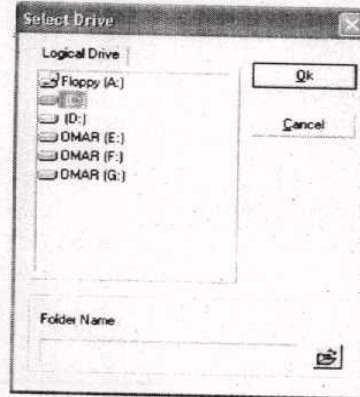 Select Drive
Logical Drive
Floppy (A:)
(D:)
OMAR (E:)
OMAR (F:)
OMAR (G:)
Ok
Cancel
Folder Name